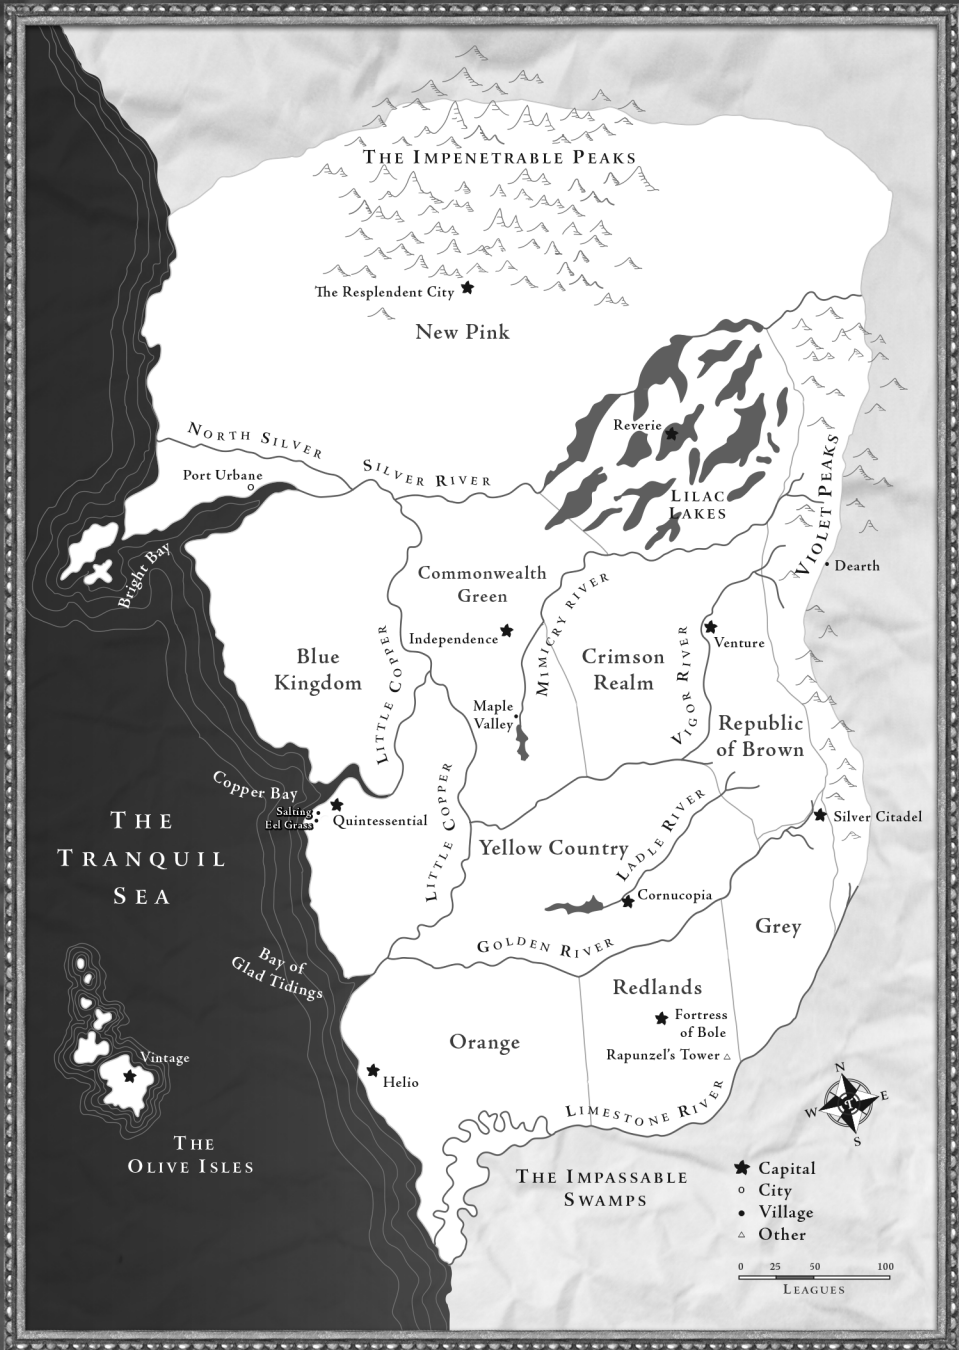 The Impenetrable Peaks
The Resplendent City
New Pink
North Silver
Silver River
Port Urbane
Reverie
Lilac
Lakes
Violet Peaks
Bright Bay
Dearth
Commonwealth
Green
Independence
Mimicry River
Blue
Kingdom
Little Copper
Crimson
Realm
Vigor River
Venture
Maple
Valley
Republic
of Brown
Copper Bay
Salting
Eel Grass
Quintessential
Little Copper
The
Tranquil
Sea
Yellow Country
Ladle River
Silver Citadel
Cornucopia
Golden River
Grey
Bay of
Glad Tidings
Redlands
Fortress
of Bole
Orange
Rapunzel's Tower
Vintage
Helio
Limestone River
The
Olive Isles
The Impassable
Swamps
N
W
E
S
T
Capital
City
Village
Other
0 25 50 100
Leagues